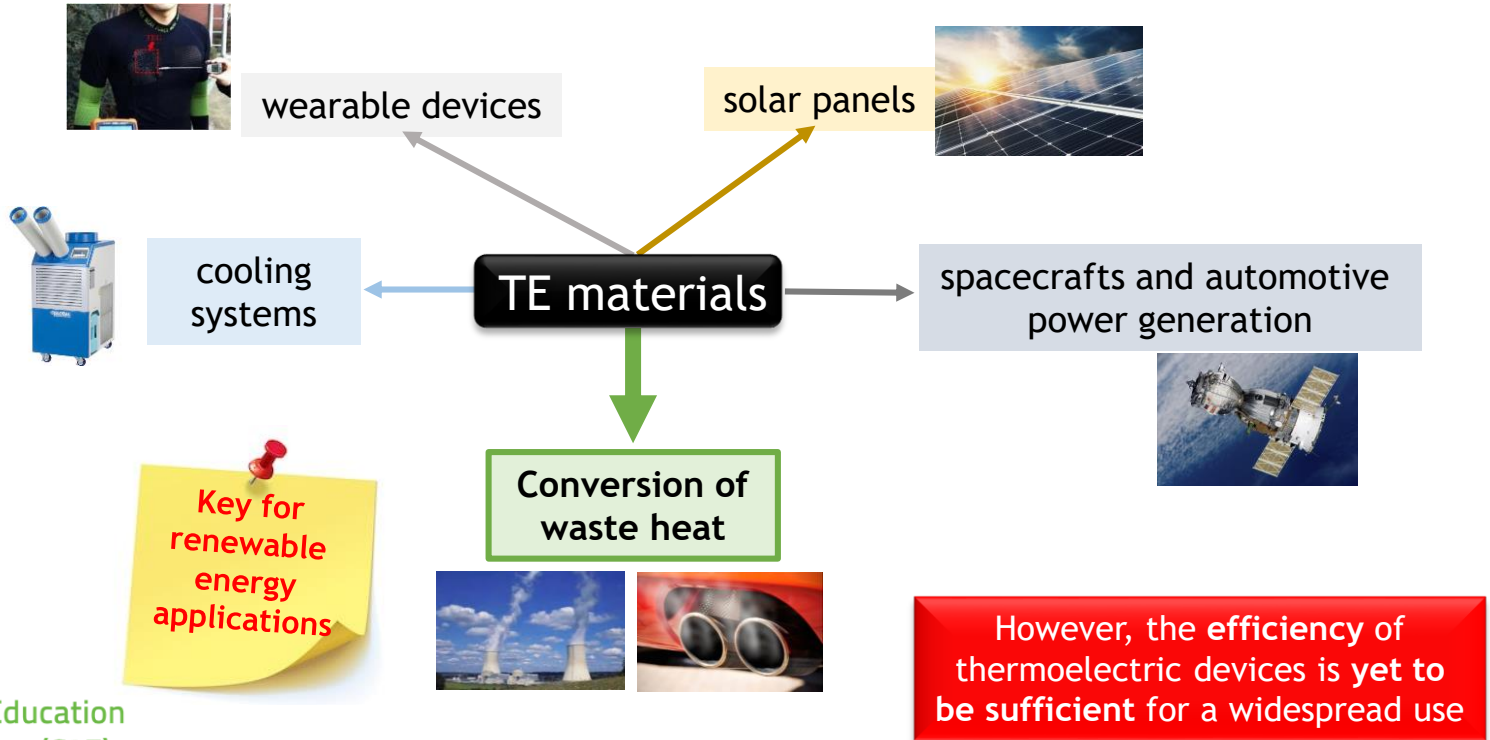 wearable devices
solar panels
cooling
systems
TE materials
spacecrafts and automotive
power generation
Conversion of
waste heat
Key for
renewable
energy
applications
However, the efficiency of
thermoelectric devices is yet to
be sufficient for a widespread use